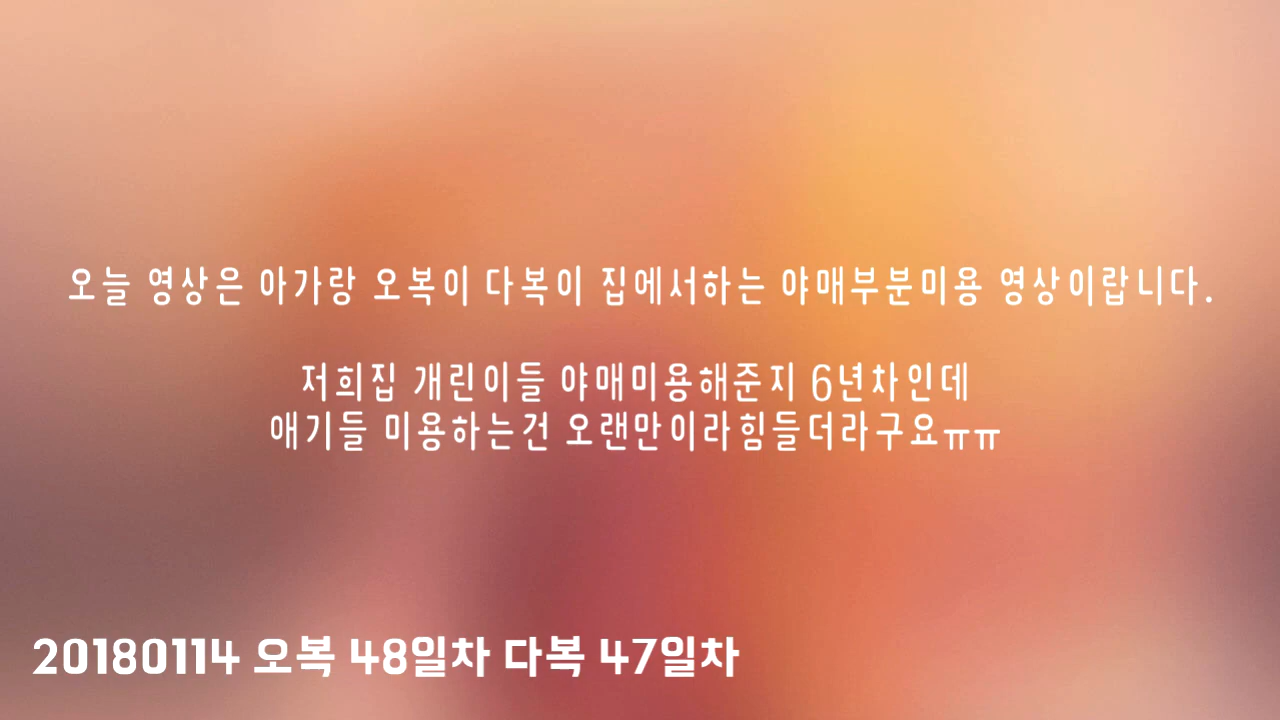 오늘 영상은 아가랑 오복이 다복이 집에서하는 야매부분미용 영상이랍니다.
저희집 개린이들 야매미용해준지 6년차인데
애기들 미용하는건 오랜만이라힘들더라구요ㅠㅠ
20180114 오복 48일차 다복 47일차